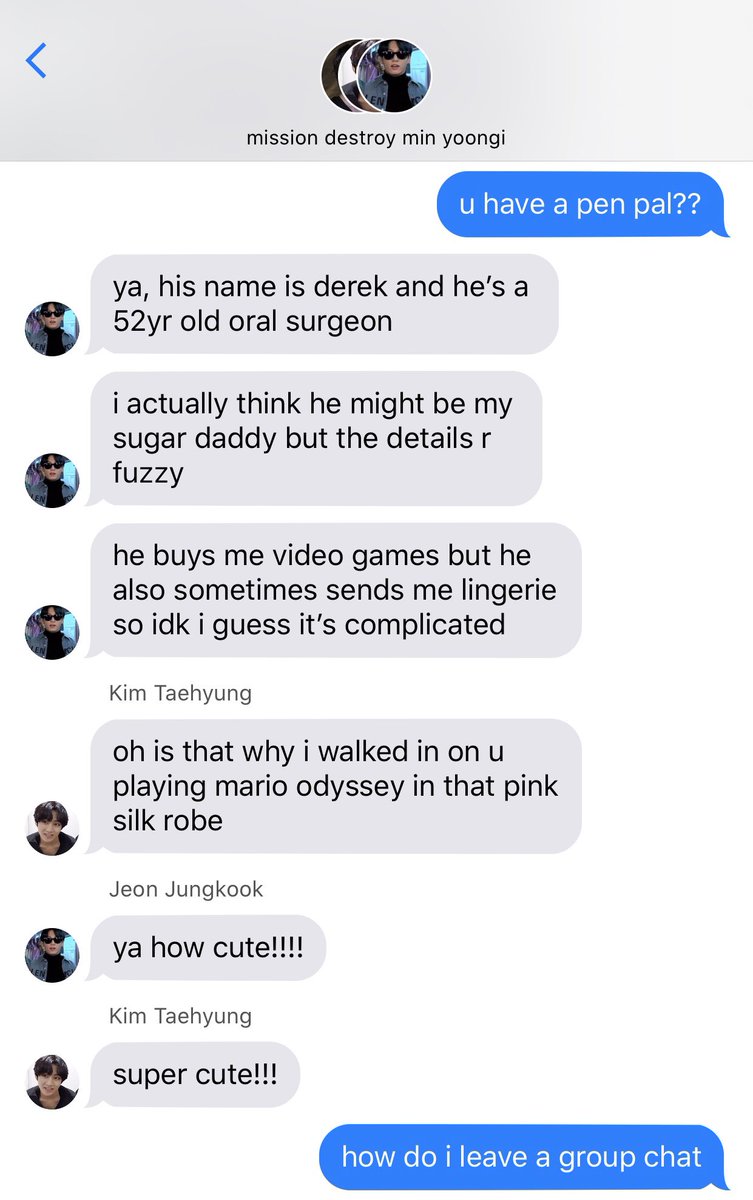 mission destroy min yoongi
u have a pen pal??
ya, his name is derek and he’s a
52yr old oral surgeon
i actually think he might be my
sugar daddy but the details r
fuzzy
he buys me video games but he
also sometimes sends me lingerie
so idk i guess it’s complicated
Kim Taehyung
oh is that why i walked in on u
playing mario odyssey in that pink
silk robe
Jeon Jungkook
ya how cute!!!!
Kim Taehyung
super cute!!!
how do i leave a group chat